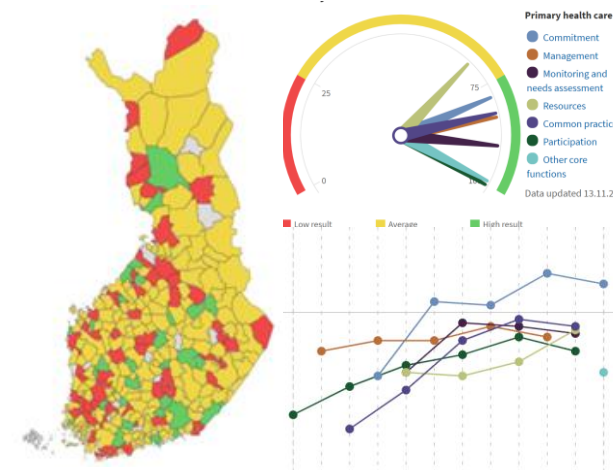 Primary health care
Commitment
Management
Monitoring and
needs assessment
Resources
Common practic
Participation
Other core
functions
Data updated 13.11.2
0
25
75
Low result
Average
High result